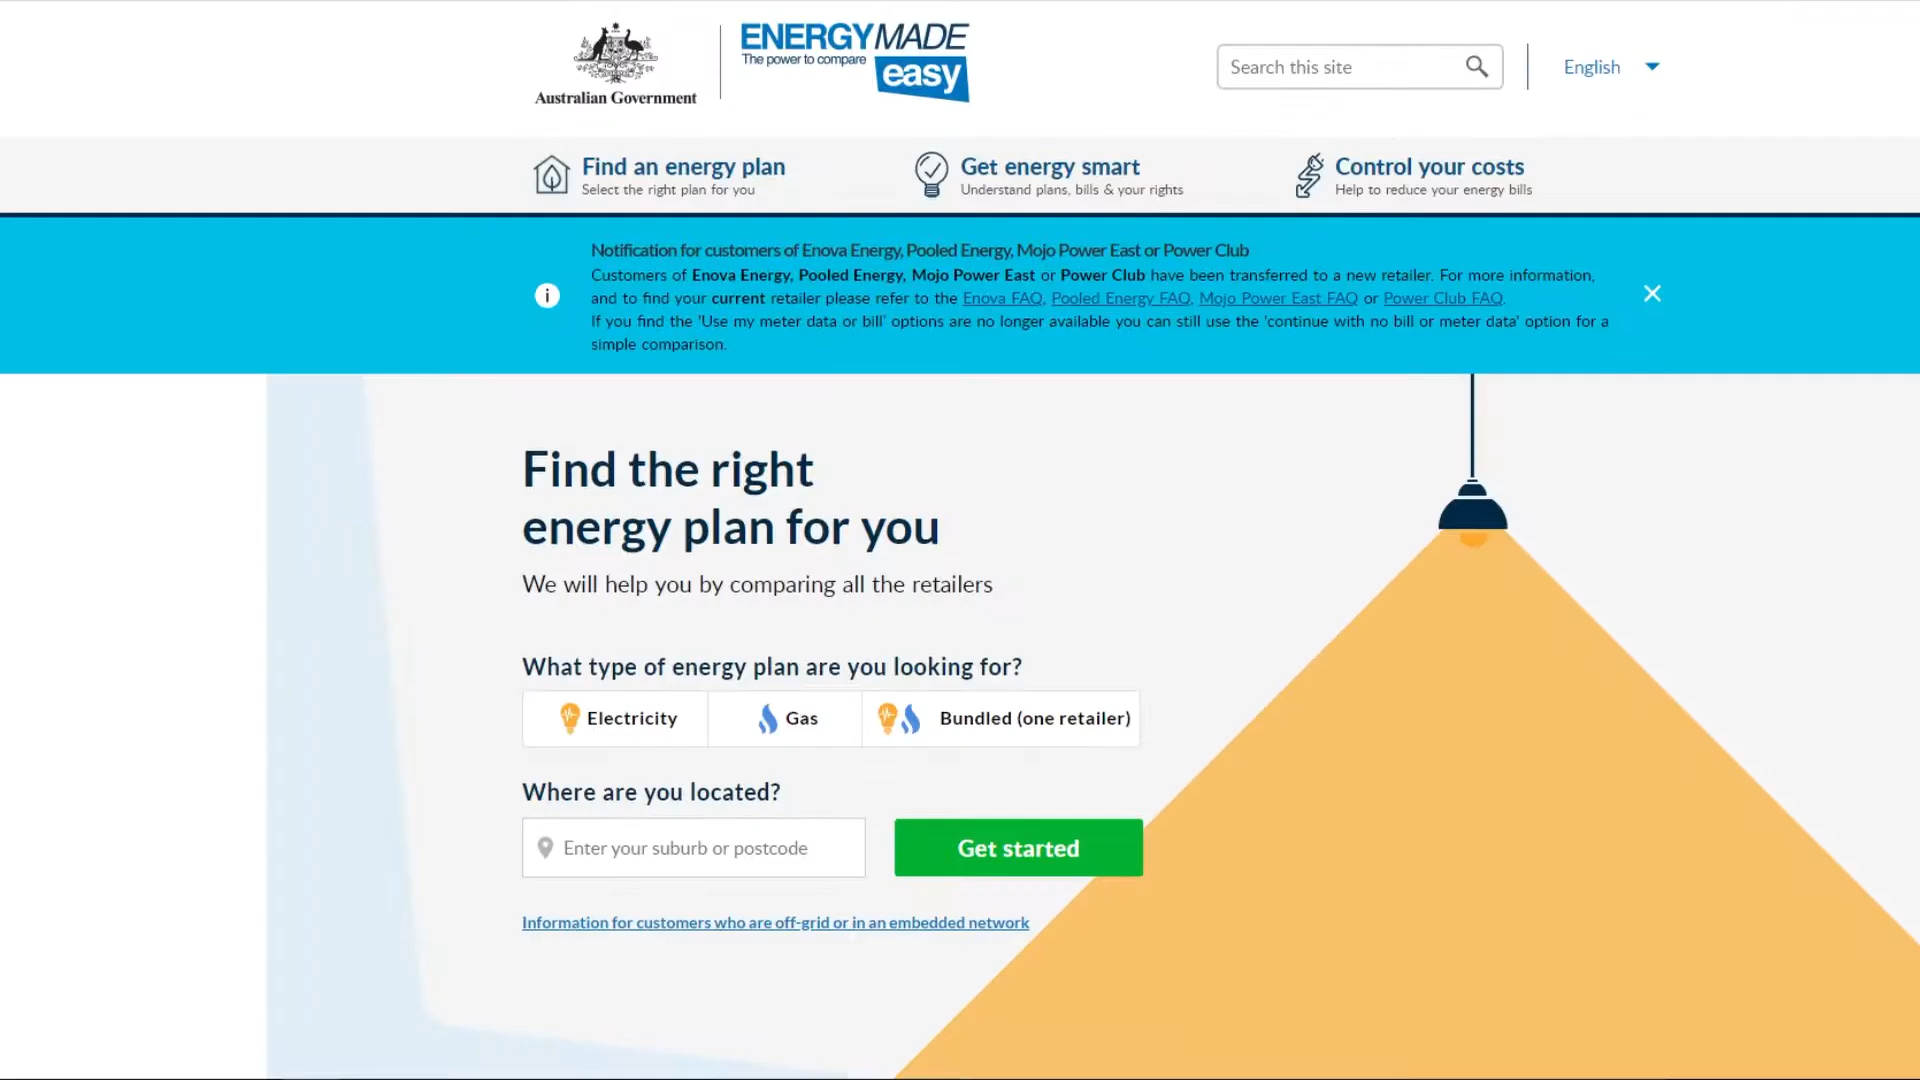 Australian Government
ENERGY MADE
The power to compare
easy
Search this site
English
Find an energy plan
Select the right plan for you
Get energy smart
Understand plans, bills & your rights
Control your costs
Help to reduce your energy bills
Notification for customers of Enova Energy, Pooled Energy, Mojo Power East or Power Club
Customers of Enova Energy, Pooled Energy, Mojo Power East or Power Club have been transferred to a new retailer. For more information,
and to find your current retailer please refer to the Enova FAQ, Pooled Energy FAQ, Mojo Power East FAQ or Power Club FAQ.
If you find the 'Use my meter data or bill' options are no longer available you can still use the 'continue with no bill or meter data' option for a
simple comparison.
Find the right
energy plan for you
We will help you by comparing all the retailers
What type of energy plan are you looking for?
Electricity
Gas
Bundled (one retailer)
Where are you located?
Enter your suburb or postcode
Get started
Information for customers who are off-grid or in an embedded network